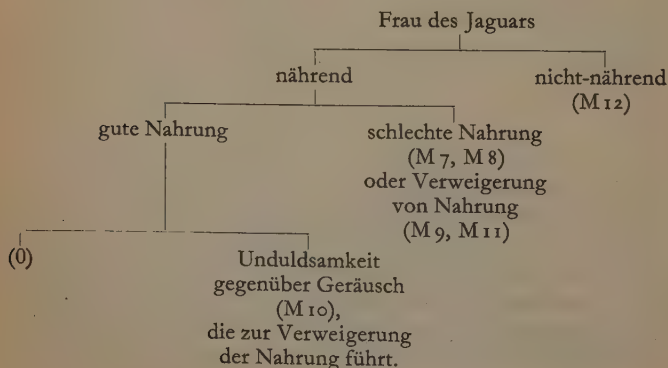 Frau des Jaguars
nährend
nicht-nährend
(M 12)
gute Nahrung
schlechte Nahrung
(M 7, M 8)
oder Verweigerung
von Nahrung
(M 9, M 11)
(0)
Unduldsamkeit
gegenüber Geräusch
(M 10),
die zur Verweigerung
der Nahrung führt.